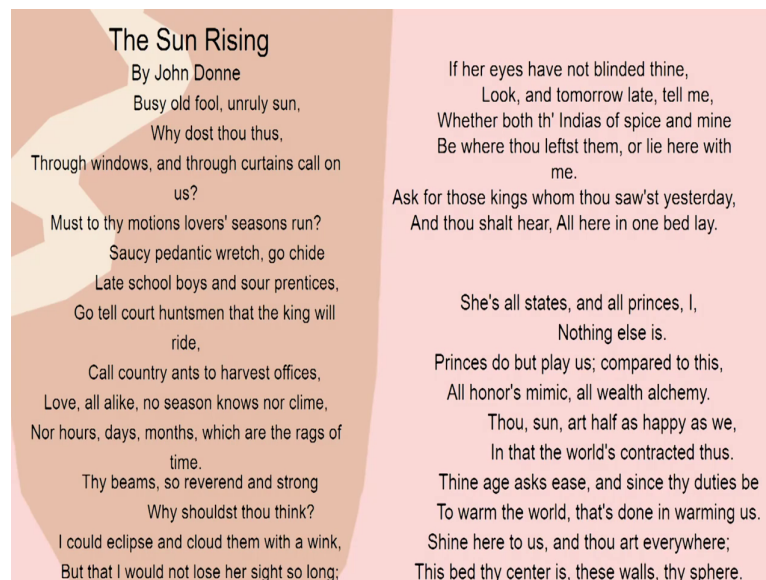 The Sun Rising
By John Donne
Busy old fool, unruly sun,
Why dost thou thus,
Through windows, and through curtains call on
us?
Must to thy motions lovers' seasons run?
Saucy pedantic wretch, go chide
Late school boys and sour prentices,
Go tell court huntsmen that the king will
ride,
Call country ants to harvest offices,
Love, all alike, no season knows nor clime,
Nor hours, days, months, which are the rags of
time.
Thy beams, so reverend and strong
Why shouldst thou think?
I could eclipse and cloud them with a wink,
But that I would not lose her sight so long;
If her eyes have not blinded thine,
Look, and tomorrow late, tell me,
Whether both th' Indias of spice and mine
Be where thou leftst them, or lie here with
me.
Ask for those kings whom thou saw'st yesterday,
And thou shalt hear, All here in one bed lay.
She's all states, and all princes, I,
Nothing else is.
Princes do but play us; compared to this,
All honor's mimic, all wealth alchemy.
Thou, sun, art half as happy as we,
In that the world's contracted thus.
Thine age asks ease, and since thy duties be
To warm the world, that's done in warming us.
Shine here to us, and thou art everywhere;
This bed thy center is, these walls, thy sphere.